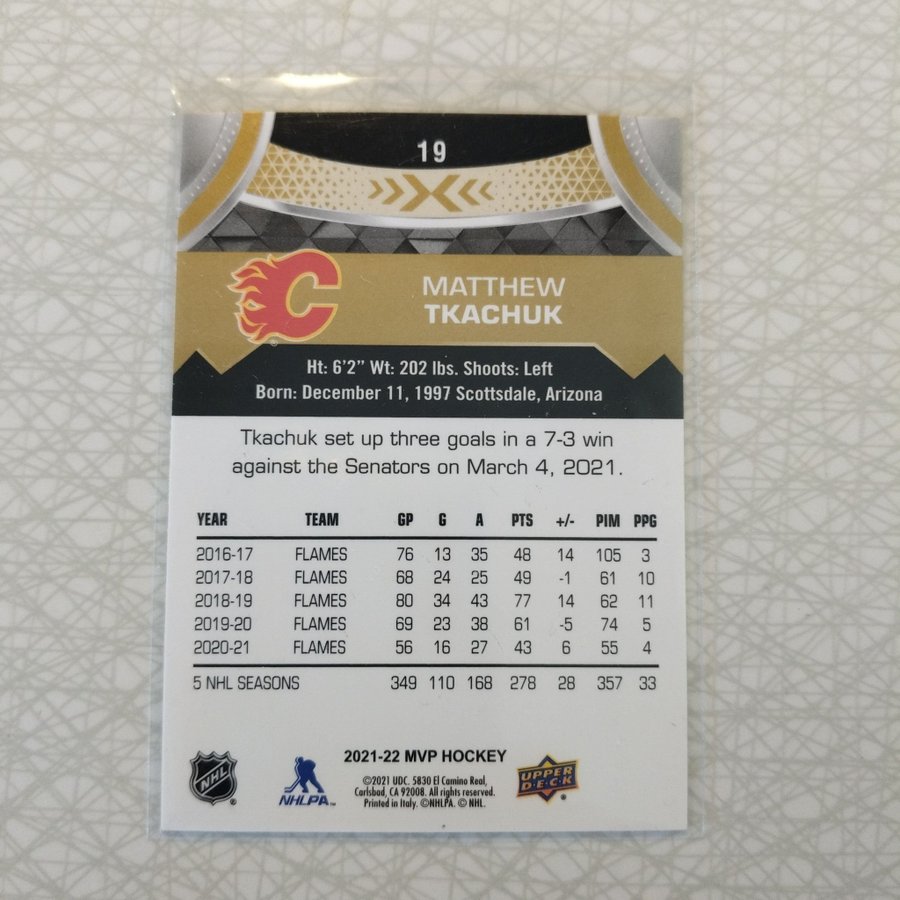 19
MATTHEW
TKACHUK
Ht: 6'2" Wt: 202 lbs. Shoots: Left
Born: December 11, 1997 Scottsdale, Arizona
Tkachuk set up three goals in a 7-3 win
against the Senators on March 4, 2021.
YEAR TEAM GP G A PTS +/- PIM PPG
2016-17 FLAMES 76 13 35 48 14 105 3
2017-18 FLAMES 68 24 25 49 -1 61 10
2018-19 FLAMES 80 34 43 77 14 62 11
2019-20 FLAMES 69 23 38 61 -5 74 5
2020-21 FLAMES 56 16 27 43 6 55 4
5 NHL SEASONS 349 110 168 278 28 357 33
2021-22 MVP HOCKEY
©2021 UDC. 5830 El Camino Real,
Carlsbad, CA 92008. All rights reserved.
Printed in Italy. ©NHLPA. © NHL.
NHL
NHLPA™
UPPER
DECK